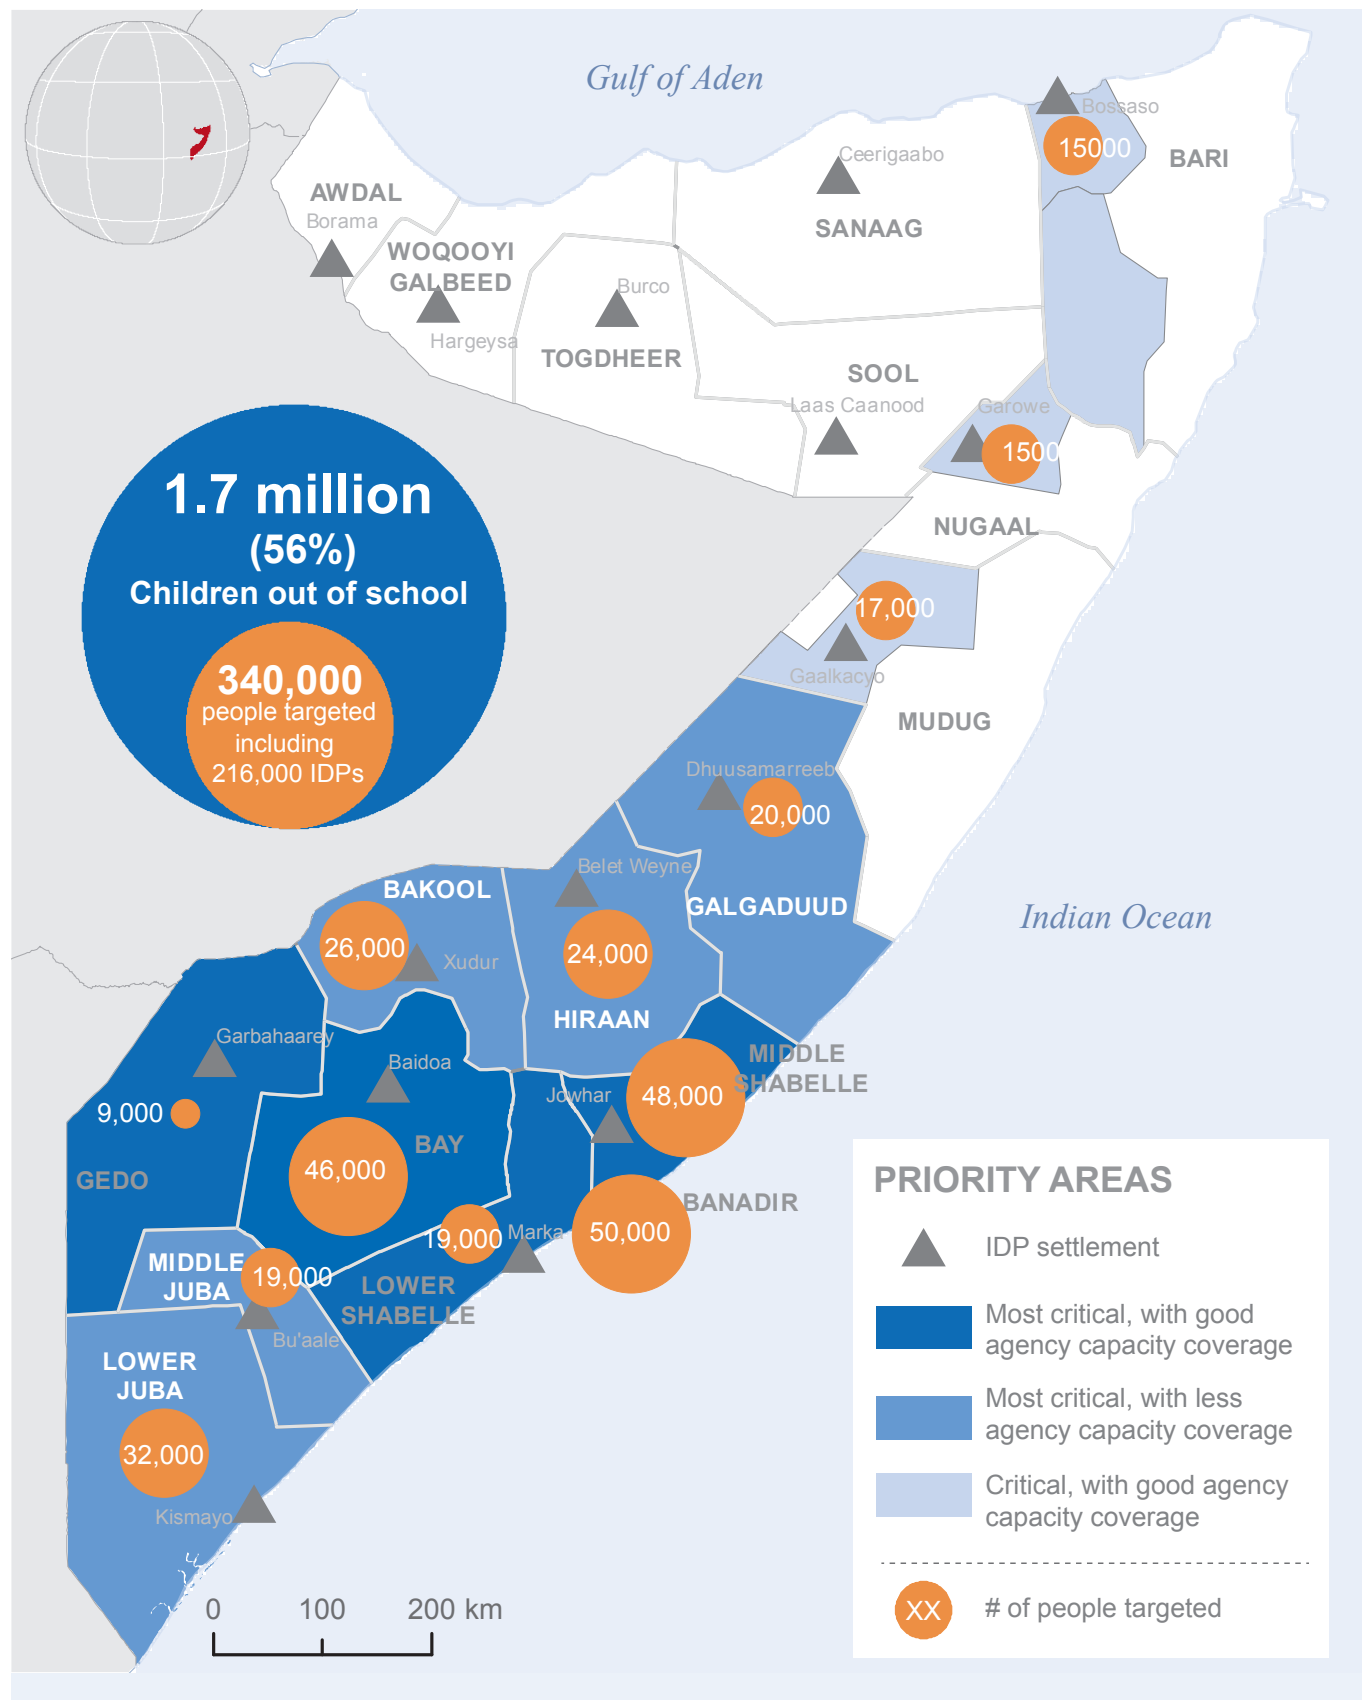 Gulf of Aden
Bossaso
15000
BARI
Ceerigaabo
SANAAG
AWDAL
Borama
WOQOOYI
GALBEED
Hargeysa
Burco
TOGDHEER
SOOL
Laas Caanood
Garowe
1500
NUGAAL
1.7 million
(56%)
Children out of school
340,000
people targeted
including
216,000 IDPs
17,000
Gaalkacyo
MUDUG
Dhuusamarreeb
20,000
Belet Weyne
GALGADUUD
Indian Ocean
BAKOOL
26,000
Xudur
24,000
HIRAAN
Garbahaarey
Baidoa
MIDDLE
SHABELLE
Jowhar
48,000
9,000
BAY
46,000
GEDO
BANADIR
50,000
19,000
Marka
MIDDLE
JUBA
19,000
LOWER
SHABELLE
Bu'aale
LOWER
JUBA
32,000
Kismayo
0 100 200 km
PRIORITY AREAS
IDP settlement
Most critical, with good
agency capacity coverage
Most critical, with less
agency capacity coverage
Critical, with good agency
capacity coverage
XX # of people targeted